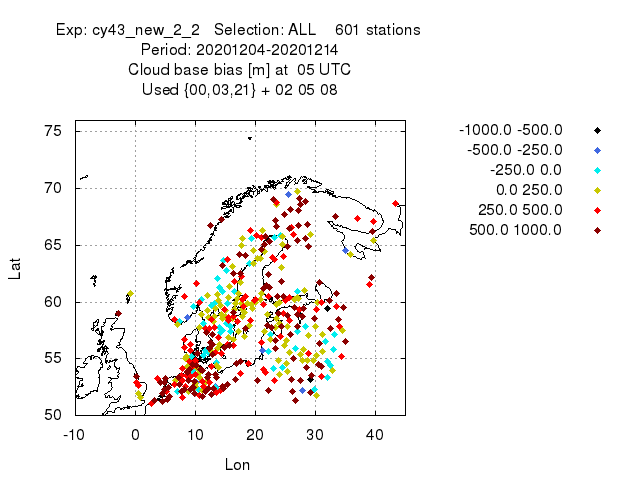 Exp: cy43_new_2_2   Selection: ALL    601 stations
Period: 20201204-20201214
Cloud base bias [m] at  05 UTC
Used {00,03,21} + 02 05 08
-1000.0 -500.0
-500.0 -250.0
-250.0 0.0
0.0 250.0
250.0 500.0
500.0 1000.0
75
70
65
60
55
50
Lat
-10 0 10 20 30 40
Lon